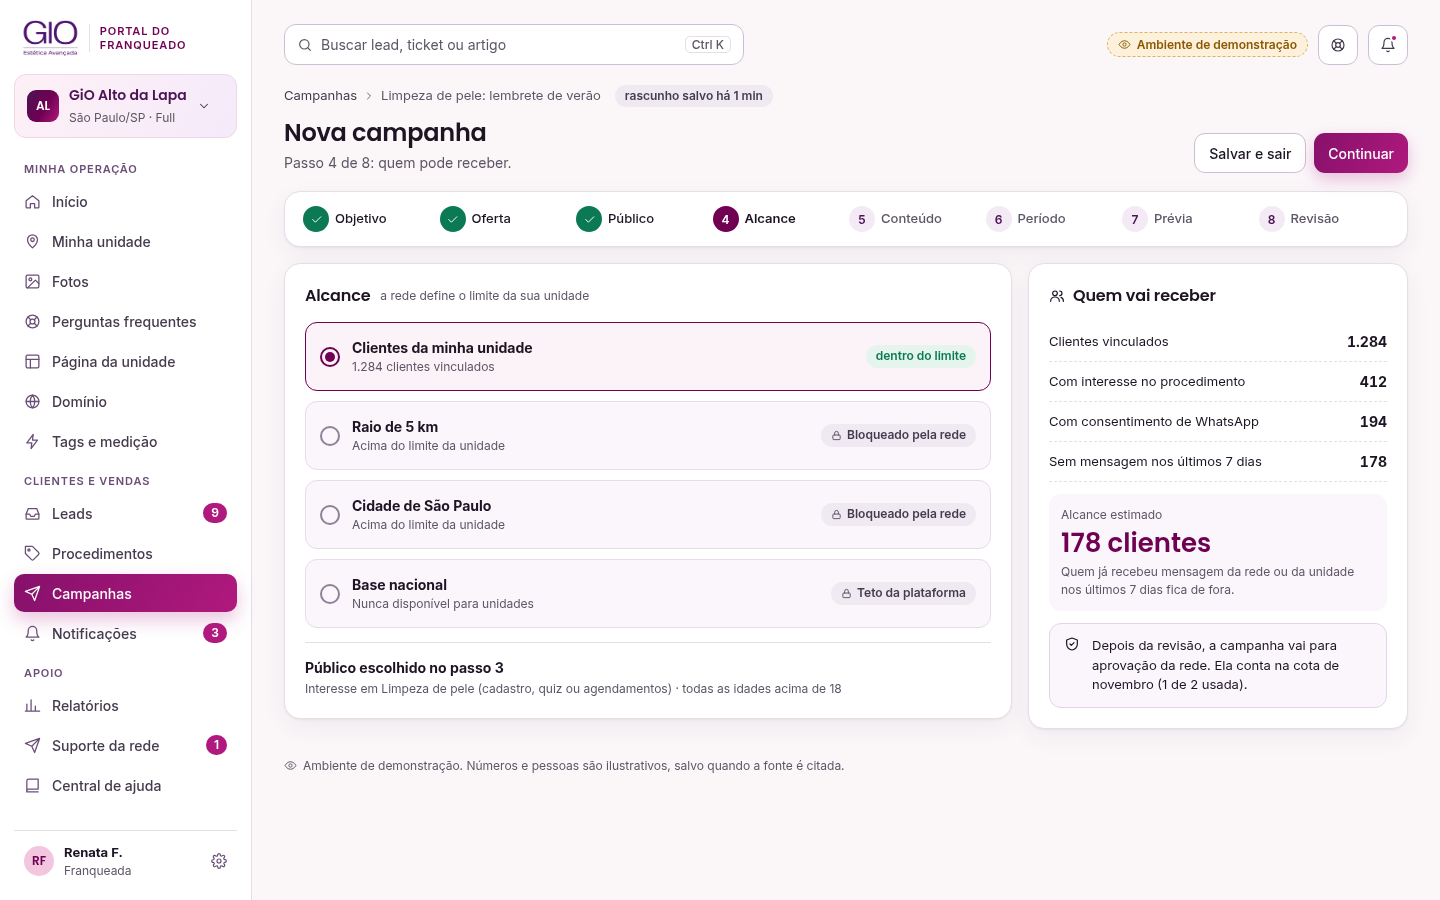 GIO
Estética Avançada
PORTAL DO
FRANQUEADO
AL
GiO Alto da Lapa
São Paulo/SP · Full
MINHA OPERAÇÃO
Início
Minha unidade
Fotos
Perguntas frequentes
Página da unidade
Domínio
Tags e medição
CLIENTES E VENDAS
Leads
9
Procedimentos
Campanhas
Notificações
3
APOIO
Relatórios
Suporte da rede
1
Central de ajuda
RF
Renata F.
Franqueada
Buscar lead, ticket ou artigo
Ctrl K
Ambiente de demonstração
Campanhas
Limpeza de pele: lembrete de verão
rascunho salvo há 1 min
Nova campanha
Passo 4 de 8: quem pode receber.
Salvar e sair
Continuar
Objetivo
Oferta
Público
4 Alcance
5 Conteúdo
6 Período
7 Prévia
8 Revisão
Alcance a rede define o limite da sua unidade
Clientes da minha unidade
1.284 clientes vinculados
dentro do limite
Raio de 5 km
Acima do limite da unidade
Bloqueado pela rede
Cidade de São Paulo
Acima do limite da unidade
Bloqueado pela rede
Base nacional
Nunca disponível para unidades
Teto da plataforma
Público escolhido no passo 3
Interesse em Limpeza de pele (cadastro, quiz ou agendamentos) · todas as idades acima de 18
Quem vai receber
Clientes vinculados 1.284
Com interesse no procedimento 412
Com consentimento de WhatsApp 194
Sem mensagem nos últimos 7 dias 178
Alcance estimado
178 clientes
Quem já recebeu mensagem da rede ou da unidade
nos últimos 7 dias fica de fora.
Depois da revisão, a campanha vai para
aprovação da rede. Ela conta na cota de
novembro (1 de 2 usada).
Ambiente de demonstração. Números e pessoas são ilustrativos, salvo quando a fonte é citada.